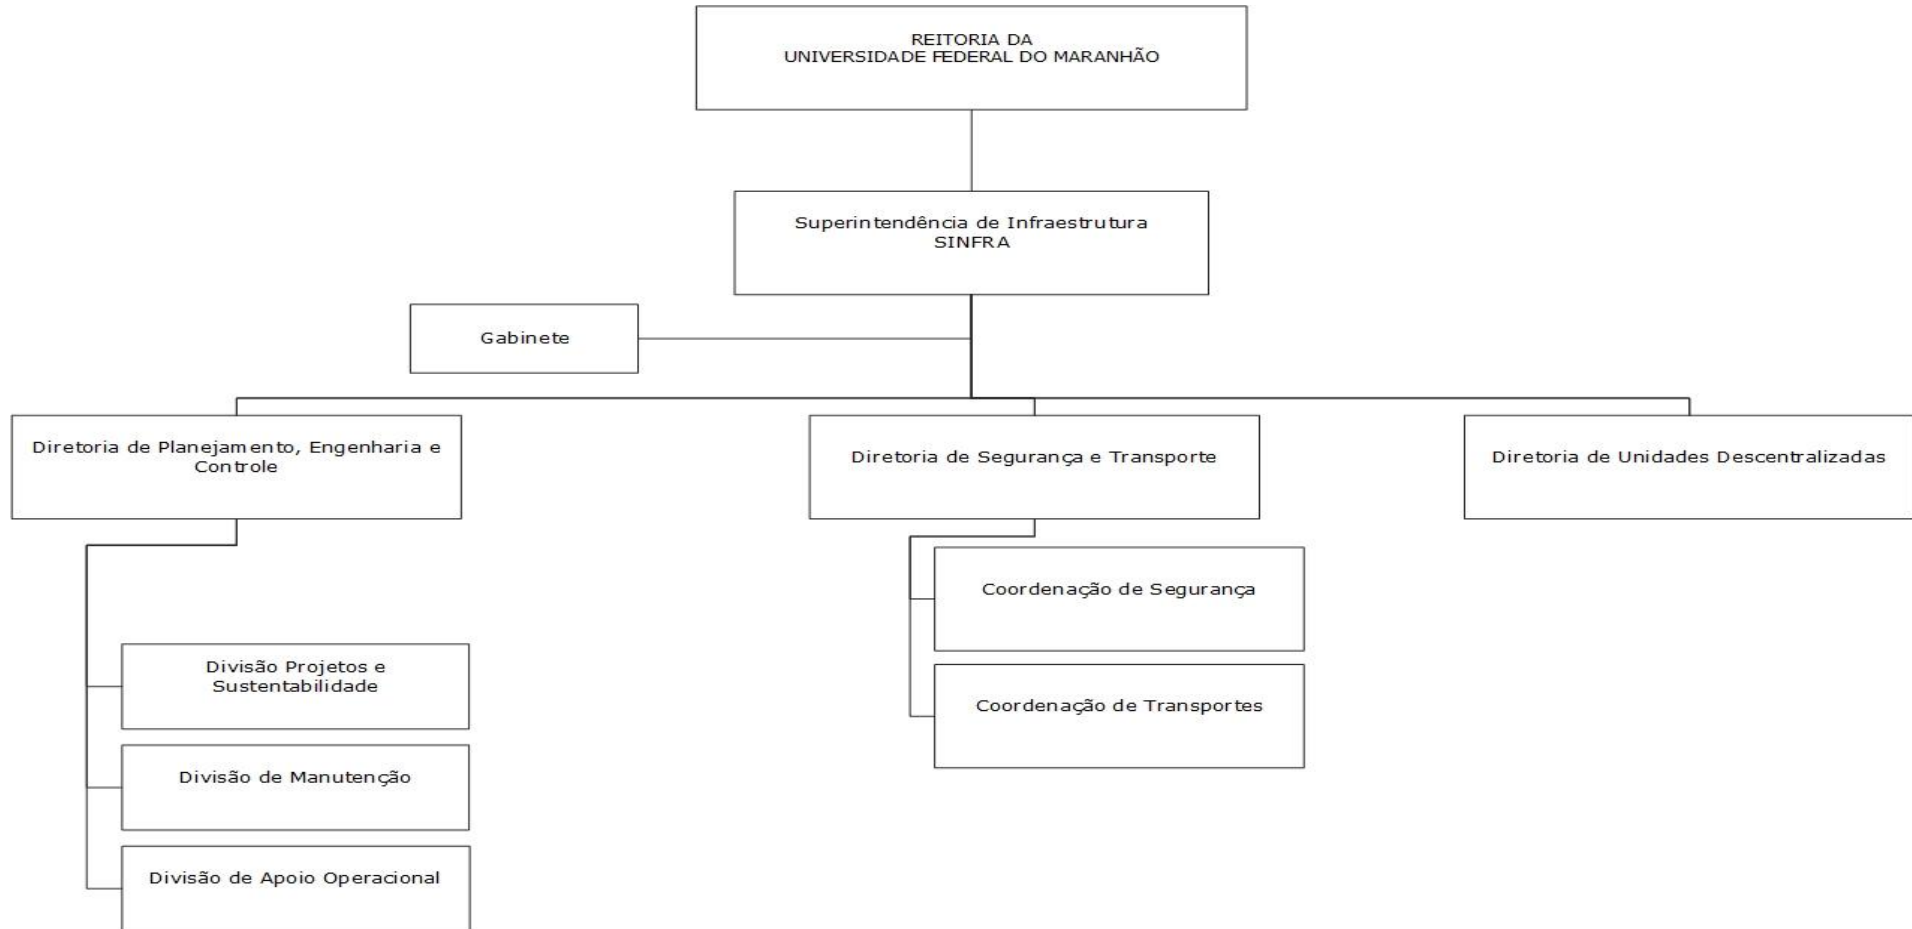 REITORIA DA
UNIVERSIDADE FEDERAL DO MARANHÃO
Superintendência de Infraestrutura
SINFRA
Gabinete
Diretoria de Planejamento, Engenharia e
Controle
Diretoria de Segurança e Transporte
Diretoria de Unidades Descentralizadas
Divisão Projetos e
Sustentabilidade
Divisão de Manutenção
Divisão de Apoio Operacional
Coordenação de Segurança
Coordenação de Transportes